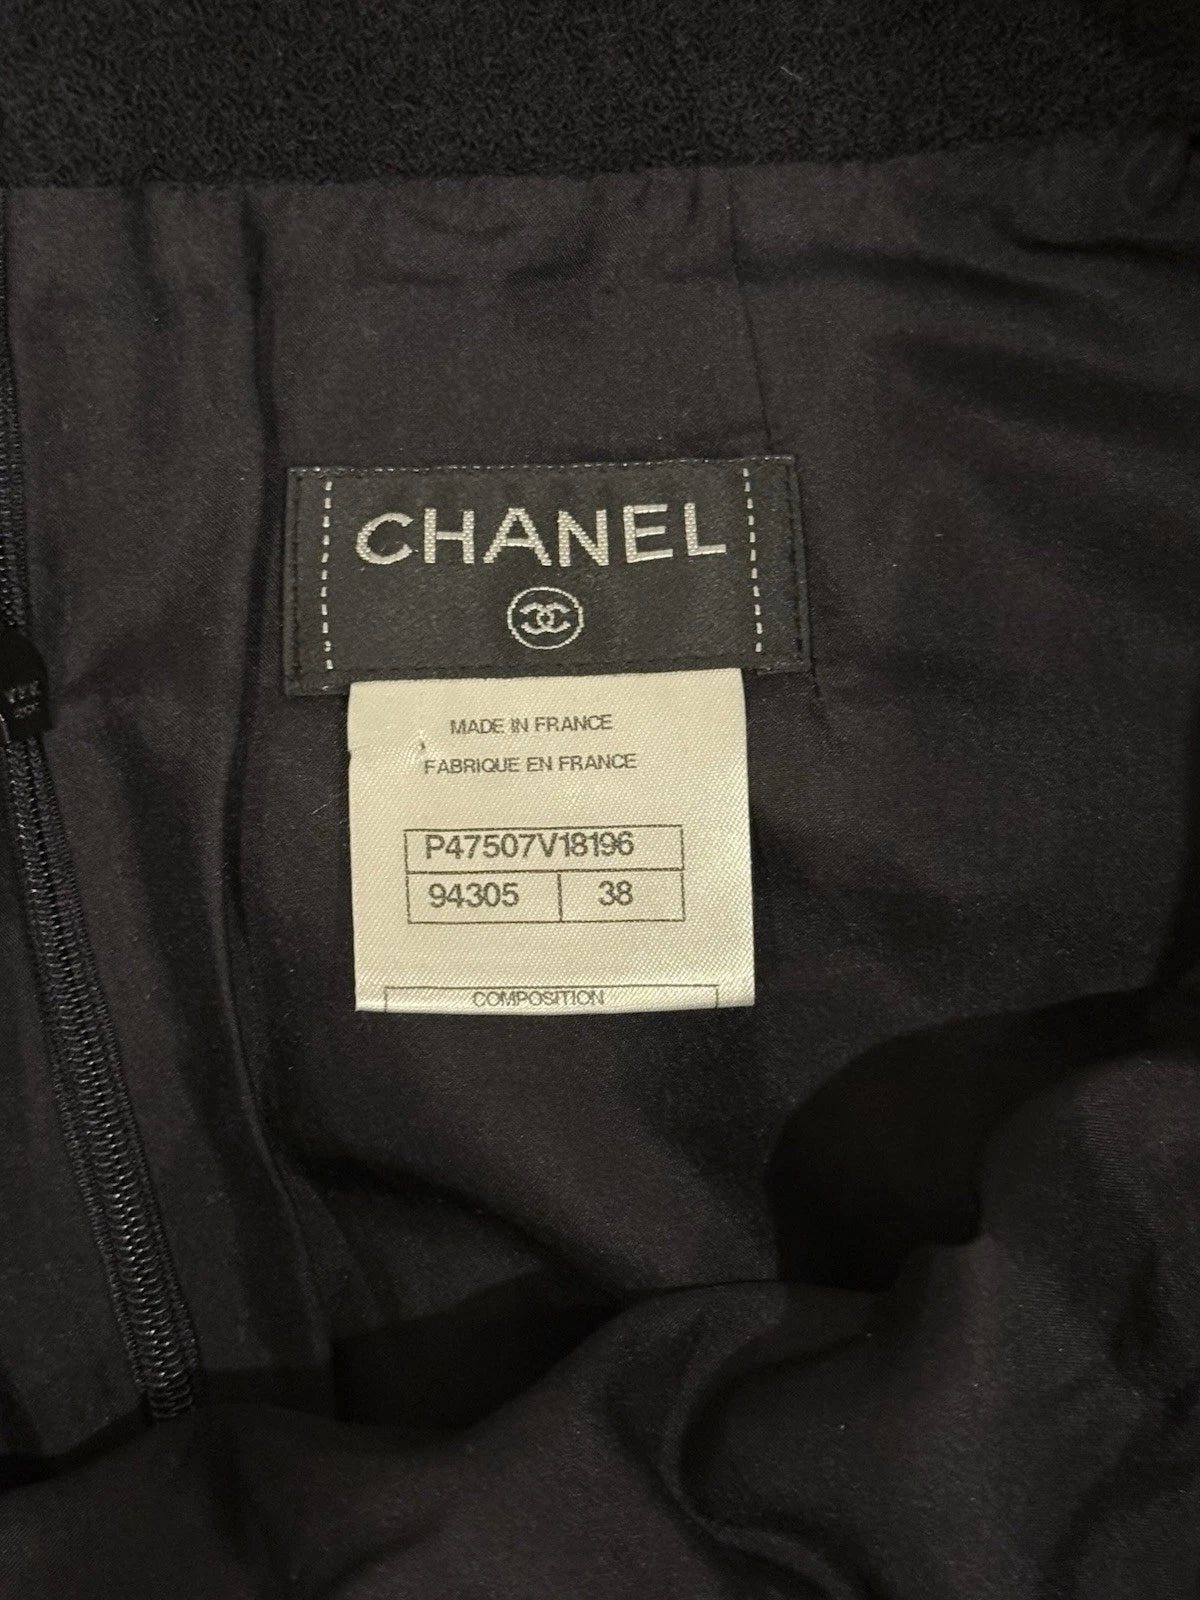 CHANEL
MADE IN FRANCE
FABRIQUE EN FRANCE
P47507V18196
94305 38
COMPOSITION